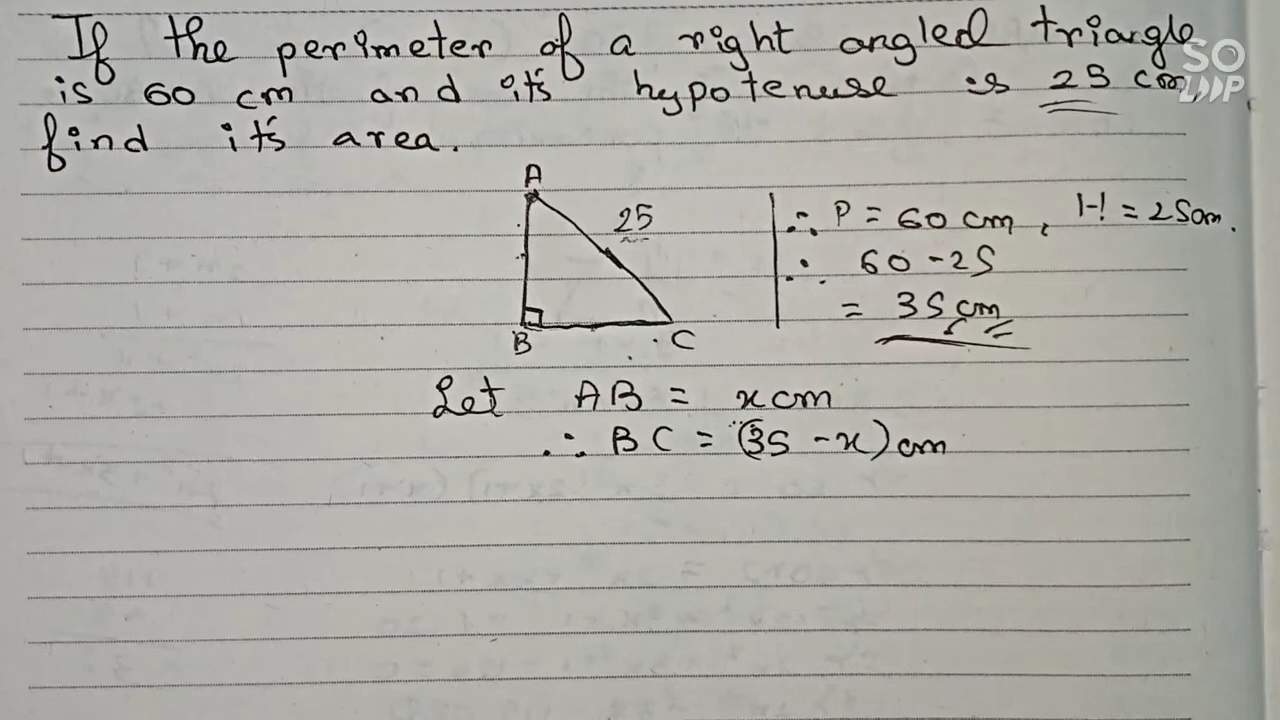 If the perimeter of a right angled triangle
is 60 cm and it's hypotenuse is 25 cm,
find it's area.
SO
LOOP
A
25
B
C
∴ P = 60 cm, H = 25cm.
∴ 60 - 25
= 35 cm
Let AB = x cm
∴ BC = (35 - x) cm